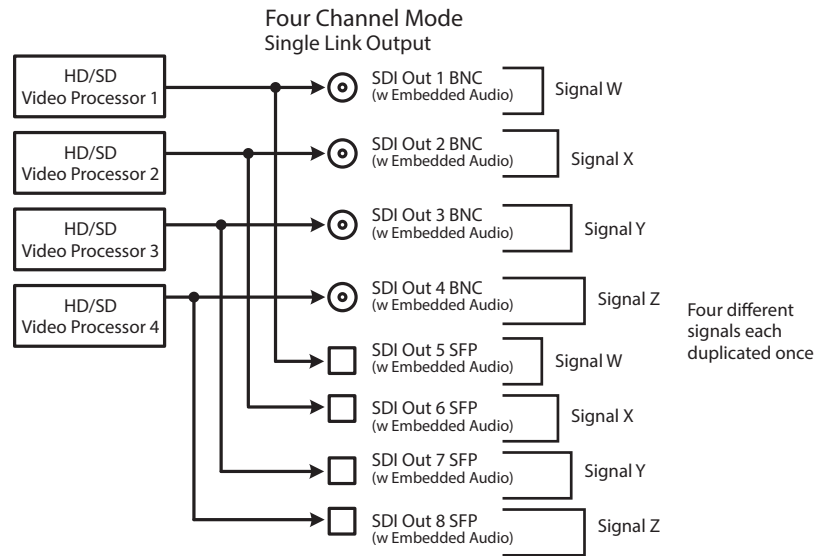 Four Channel Mode
Single Link Output
HD/SD
Video Processor 1
SDI Out 1 BNC
(w Embedded Audio)
Signal W
HD/SD
Video Processor 2
SDI Out 2 BNC
(w Embedded Audio)
Signal X
HD/SD
Video Processor 3
SDI Out 3 BNC
(w Embedded Audio)
Signal Y
HD/SD
Video Processor 4
SDI Out 4 BNC
(w Embedded Audio)
Signal Z
Four different
signals each
duplicated once
SDI Out 5 SFP
(w Embedded Audio)
Signal W
SDI Out 6 SFP
(w Embedded Audio)
Signal X
SDI Out 7 SFP
(w Embedded Audio)
Signal Y
SDI Out 8 SFP
(w Embedded Audio)
Signal Z